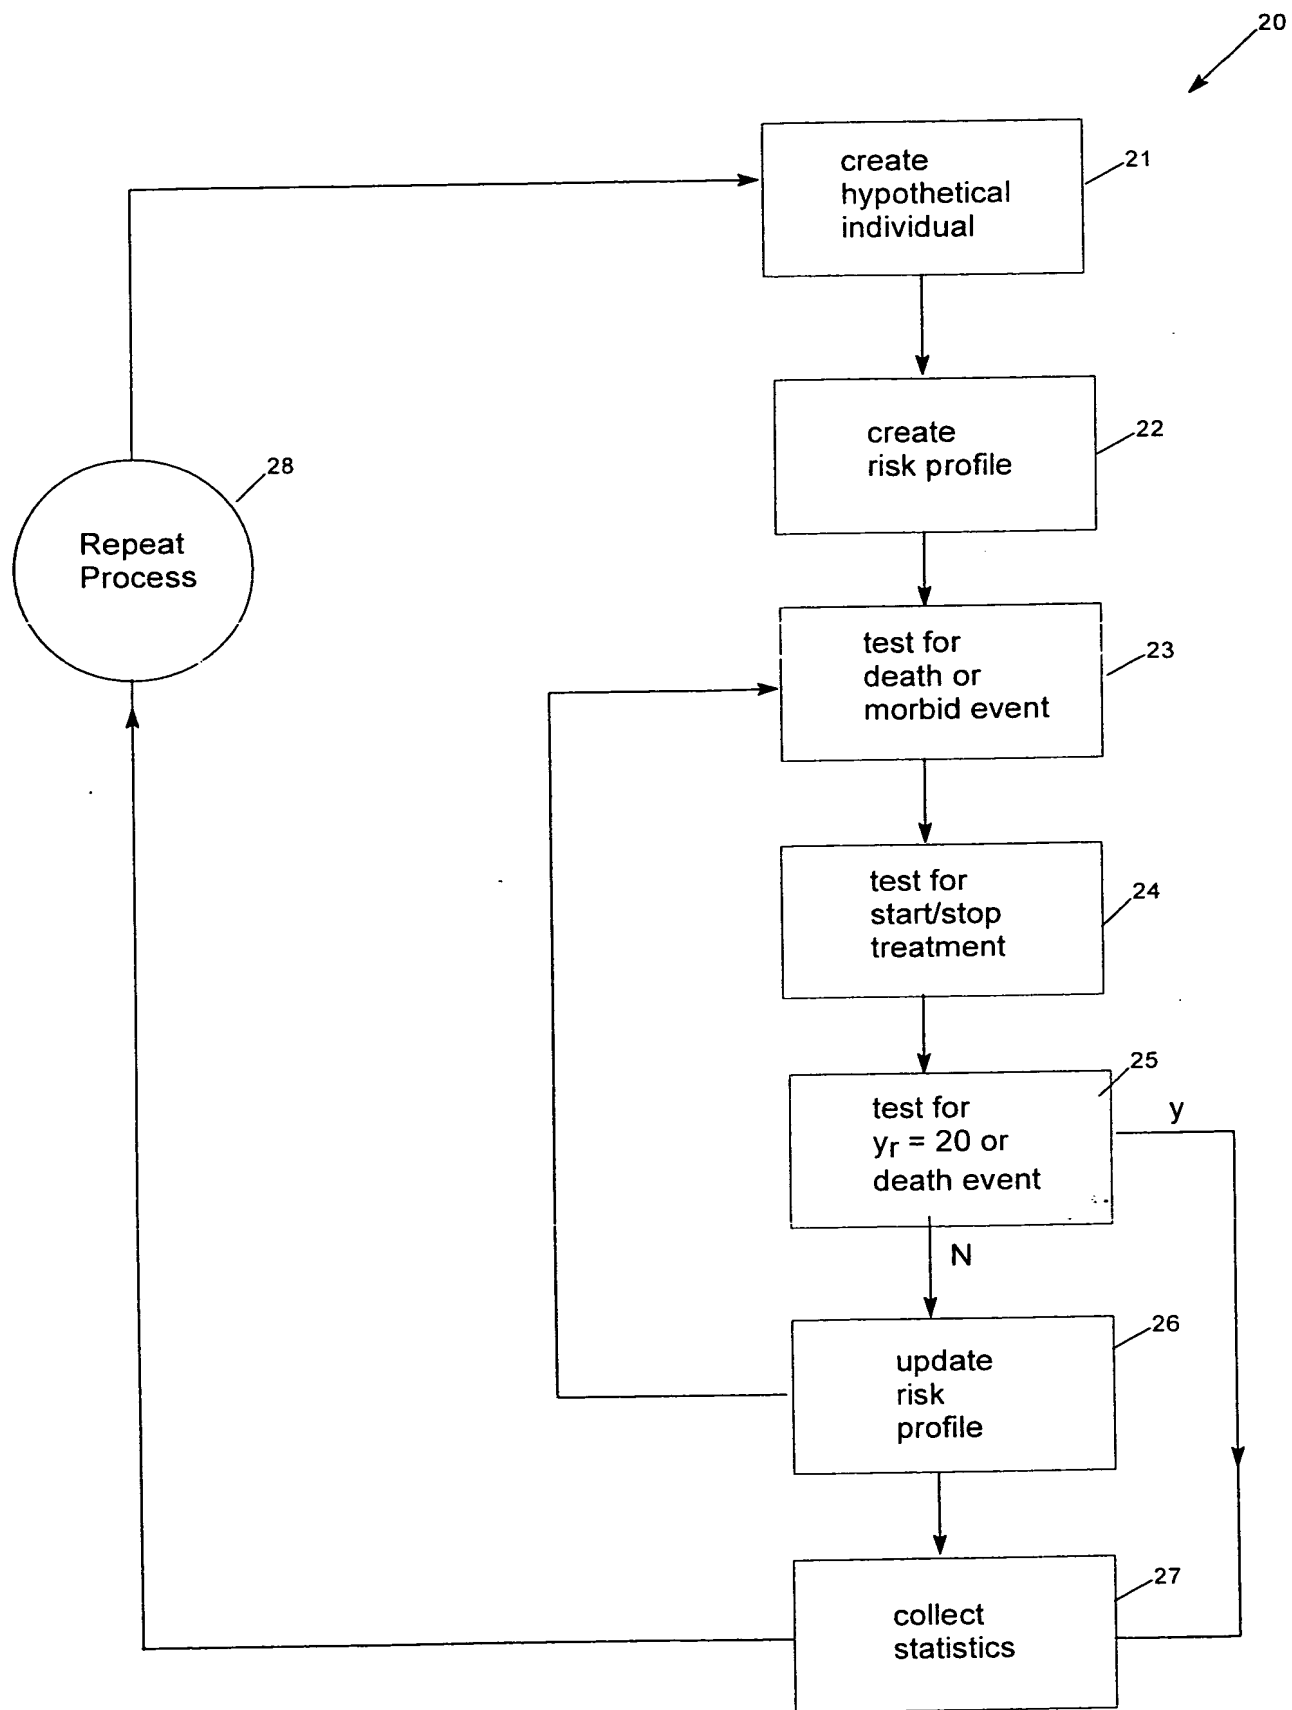 20
create
hypothetical
individual
21
create
risk profile
22
28
Repeat
Process
test for
death or
morbid event
23
test for
start/stop
treatment
24
25
test for
yr = 20 or
death event
y
N
update
risk
profile
26
collect
statistics
27